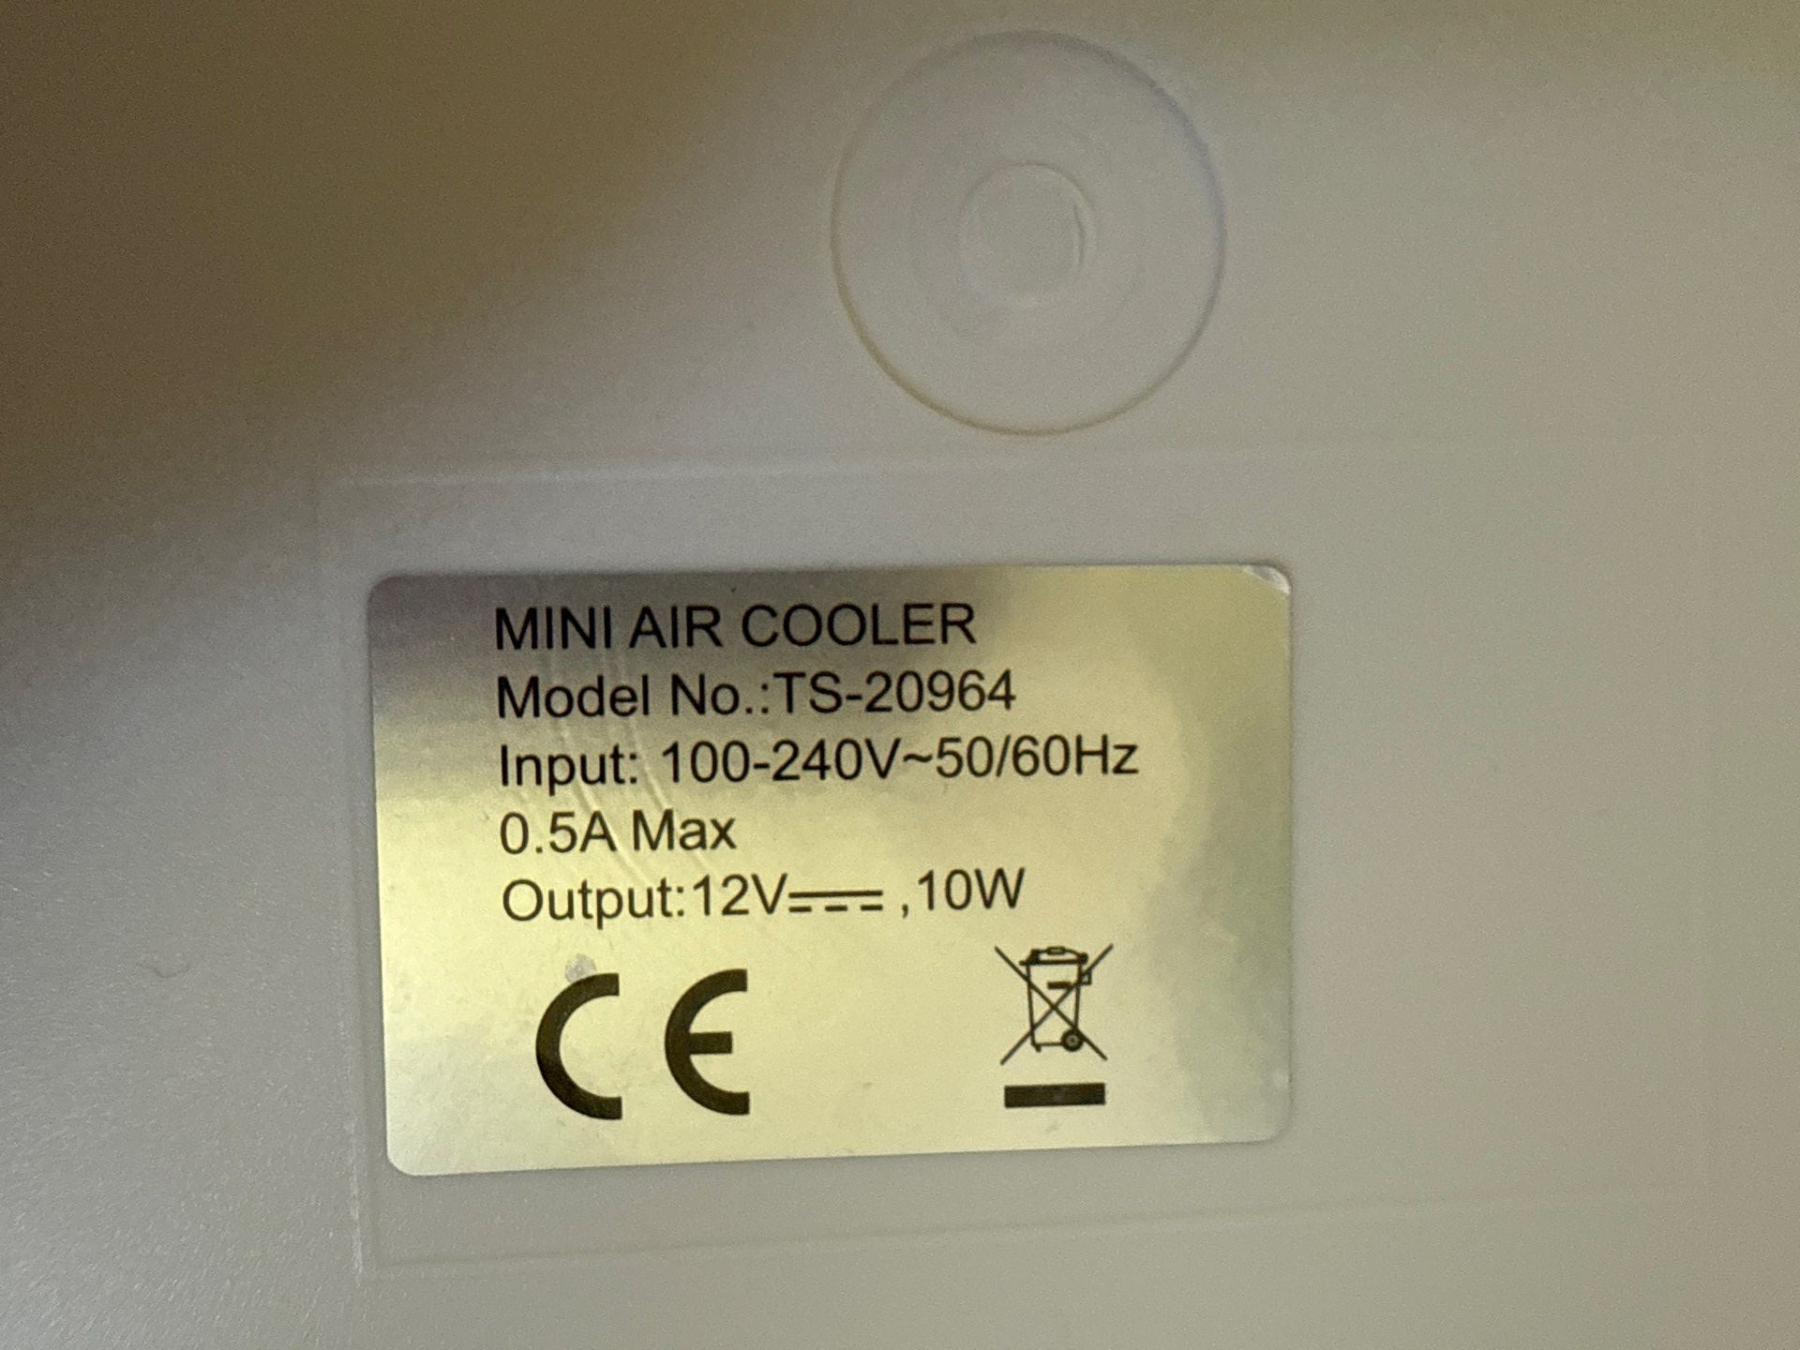 MINI AIR COOLER
Model No.:TS-20964
Input: 100-240V~50/60Hz
0.5A Max
Output:12V⎓ ,10W
CE